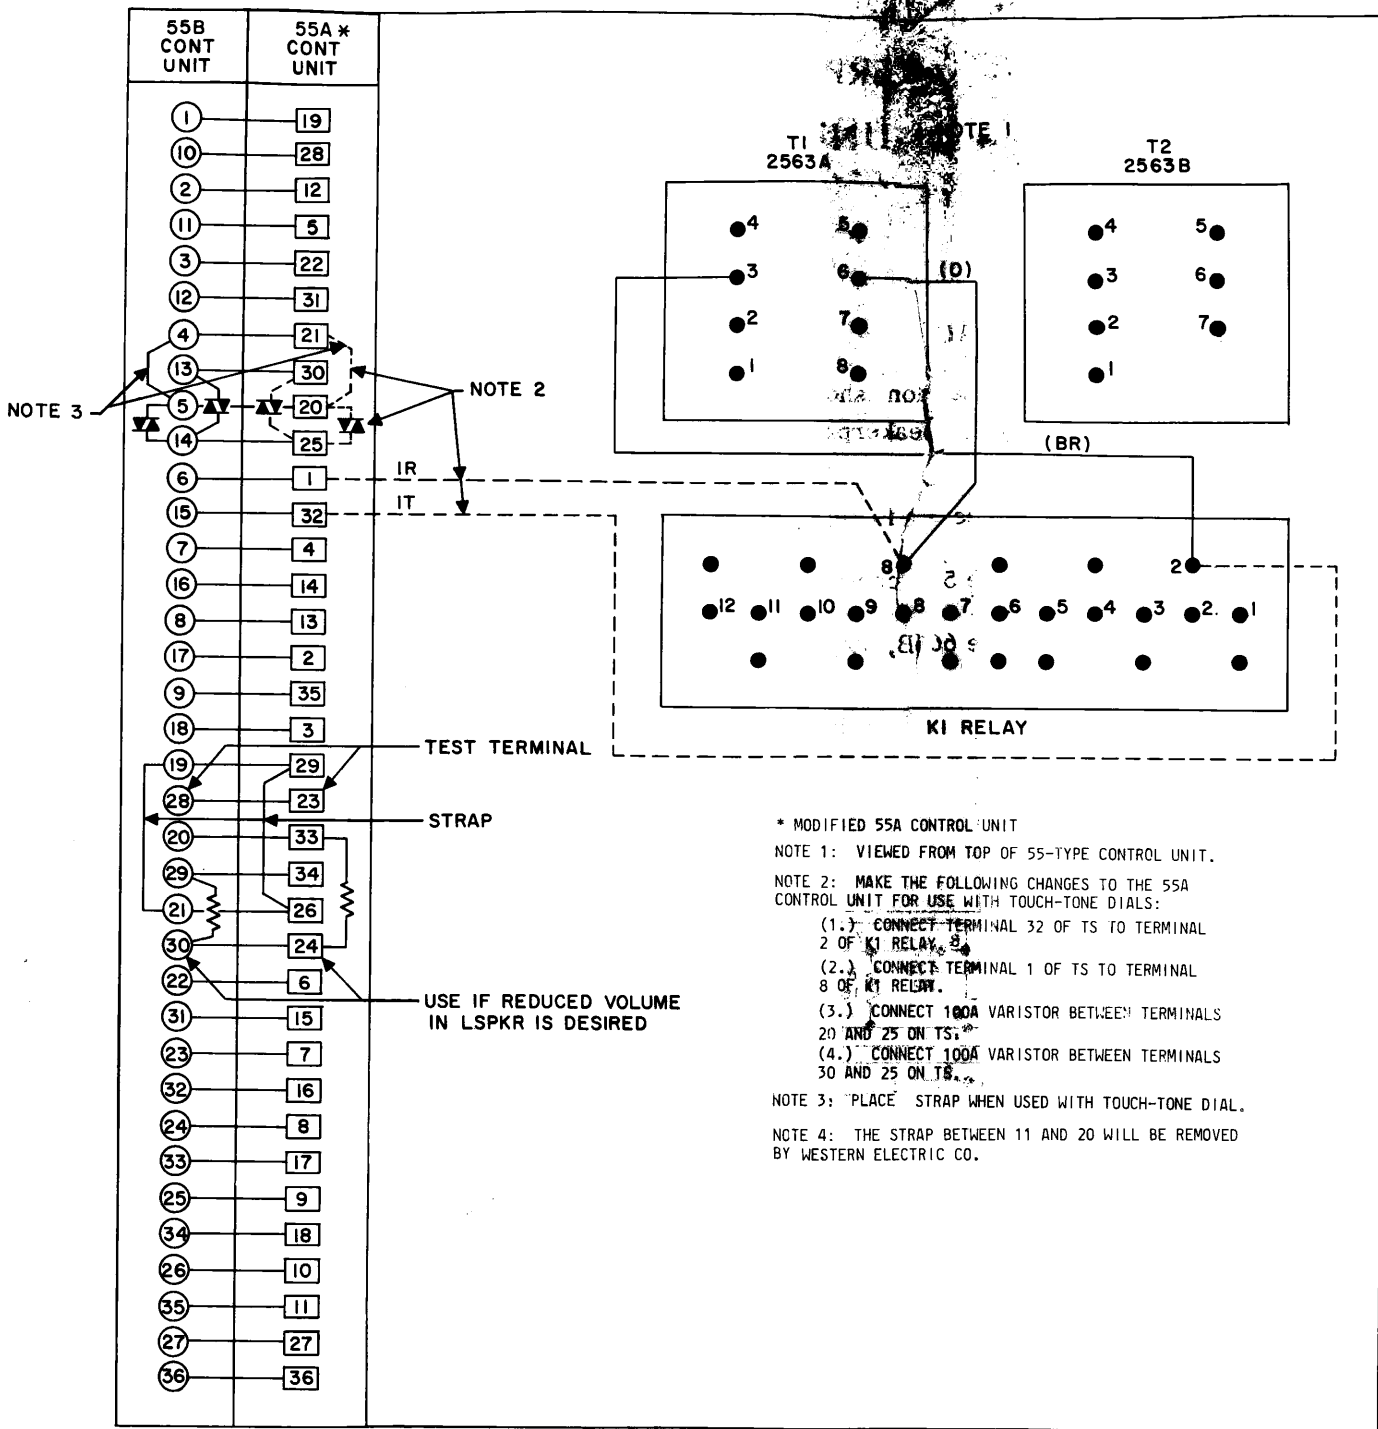 55B CONT UNIT
55A * CONT UNIT
1 19
10 28
2 12
11 5
3 22
12 31
4 21
13 30
5 20
14 25
6 1
15 32
7 4
16 14
8 13
17 2
9 35
18 3
19 29
28 23
20 33
29 34
21 26
30 24
22 6
31 15
23 7
32 16
24 8
33 17
25 9
34 18
26 10
35 11
27 27
36 36
NOTE 3
NOTE 2
1R
1T
TEST TERMINAL
STRAP
USE IF REDUCED VOLUME
IN LSPKR IS DESIRED
NOTE 1
T1
2563A
4 5
3 6
2 7
1 8
(O)
T2
2563B
4 5
3 6
2 7
1
(BR)
8 2
12 11 10 9 8 7 6 5 4 3 2 1
K1 RELAY
* MODIFIED 55A CONTROL UNIT
NOTE 1: VIEWED FROM TOP OF 55-TYPE CONTROL UNIT.
NOTE 2: MAKE THE FOLLOWING CHANGES TO THE 55A
CONTROL UNIT FOR USE WITH TOUCH-TONE DIALS:
(1.) CONNECT TERMINAL 32 OF TS TO TERMINAL
2 OF K1 RELAY.
(2.) CONNECT TERMINAL 1 OF TS TO TERMINAL
8 OF K1 RELAY.
(3.) CONNECT 100A VARISTOR BETWEEN TERMINALS
20 AND 25 ON TS.
(4.) CONNECT 100A VARISTOR BETWEEN TERMINALS
30 AND 25 ON TS.
NOTE 3: PLACE STRAP WHEN USED WITH TOUCH-TONE DIAL.
NOTE 4: THE STRAP BETWEEN 11 AND 20 WILL BE REMOVED
BY WESTERN ELECTRIC CO.